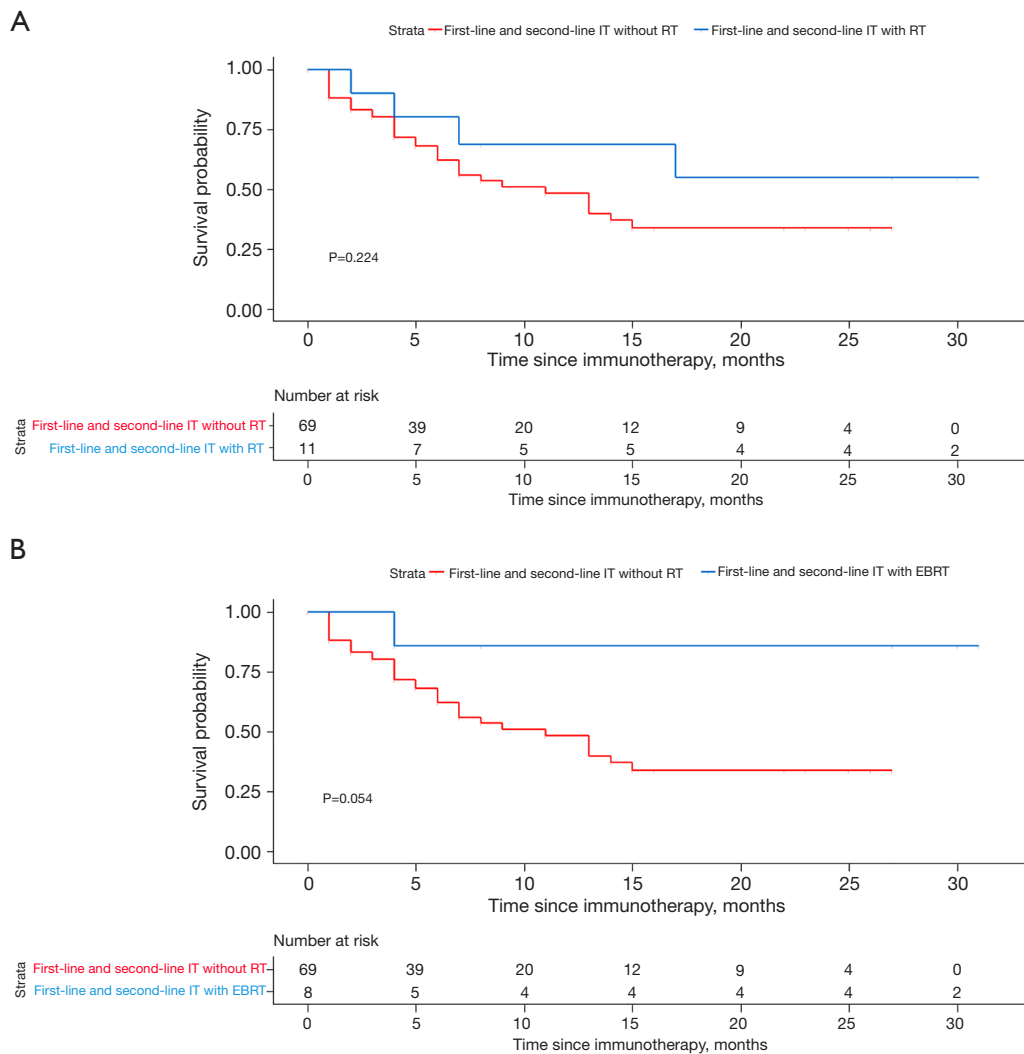 A
Strata First-line and second-line IT without RT First-line and second-line IT with RT
1.00
0.75
0.50
0.25
0.00
Survival probability
P=0.224
0 5 10 15 20 25 30
Time since immunotherapy, months
Number at risk
Strata
First-line and second-line IT without RT 69 39 20 12 9 4 0
First-line and second-line IT with RT 11 7 5 5 4 4 2
0 5 10 15 20 25 30
Time since immunotherapy, months
B
Strata First-line and second-line IT without RT First-line and second-line IT with EBRT
1.00
0.75
0.50
0.25
0.00
Survival probability
P=0.054
0 5 10 15 20 25 30
Time since immunotherapy, months
Number at risk
Strata
First-line and second-line IT without RT 69 39 20 12 9 4 0
First-line and second-line IT with EBRT 8 5 4 4 4 4 2
0 5 10 15 20 25 30
Time since immunotherapy, months